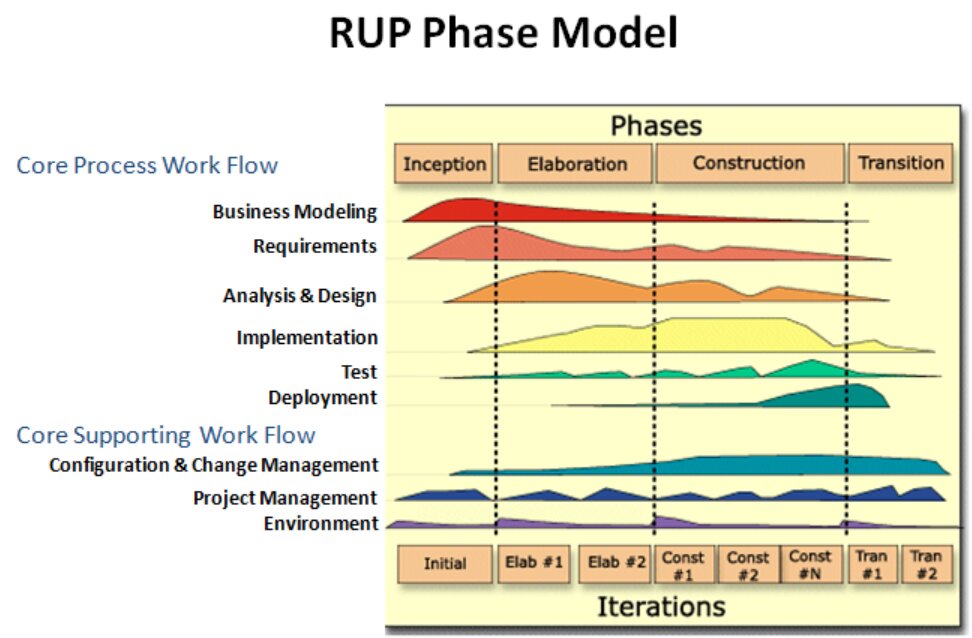 RUP Phase Model
Phases
Core Process Work Flow
Inception Elaboration Construction Transition
Business Modeling
Requirements
Analysis & Design
Implementation
Test
Deployment
Core Supporting Work Flow
Configuration & Change Management
Project Management
Environment
Initial
Elab #1
Elab #2
Const
#1
Const
#2
Const
#N
Tran
#1
Tran
#2
Iterations